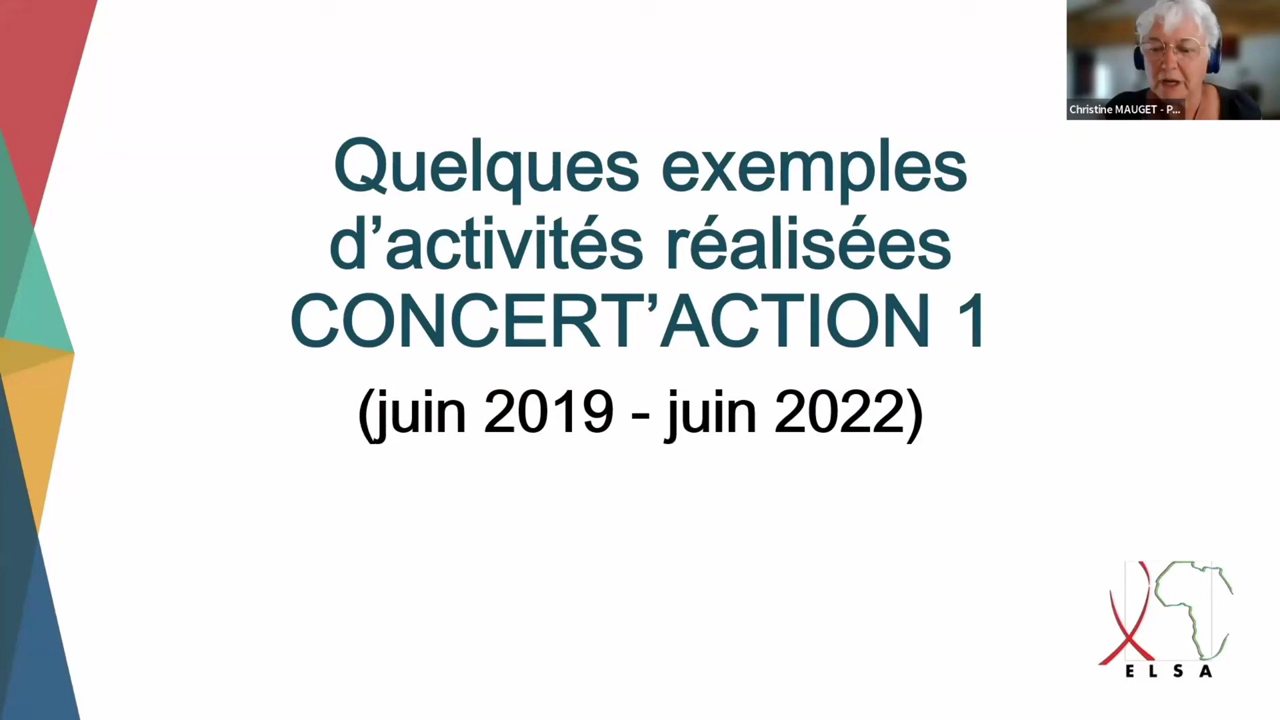 Christine MAUGET - P...
Quelques exemples
d’activités réalisées
CONCERT’ACTION 1
(juin 2019 - juin 2022)
ELSA